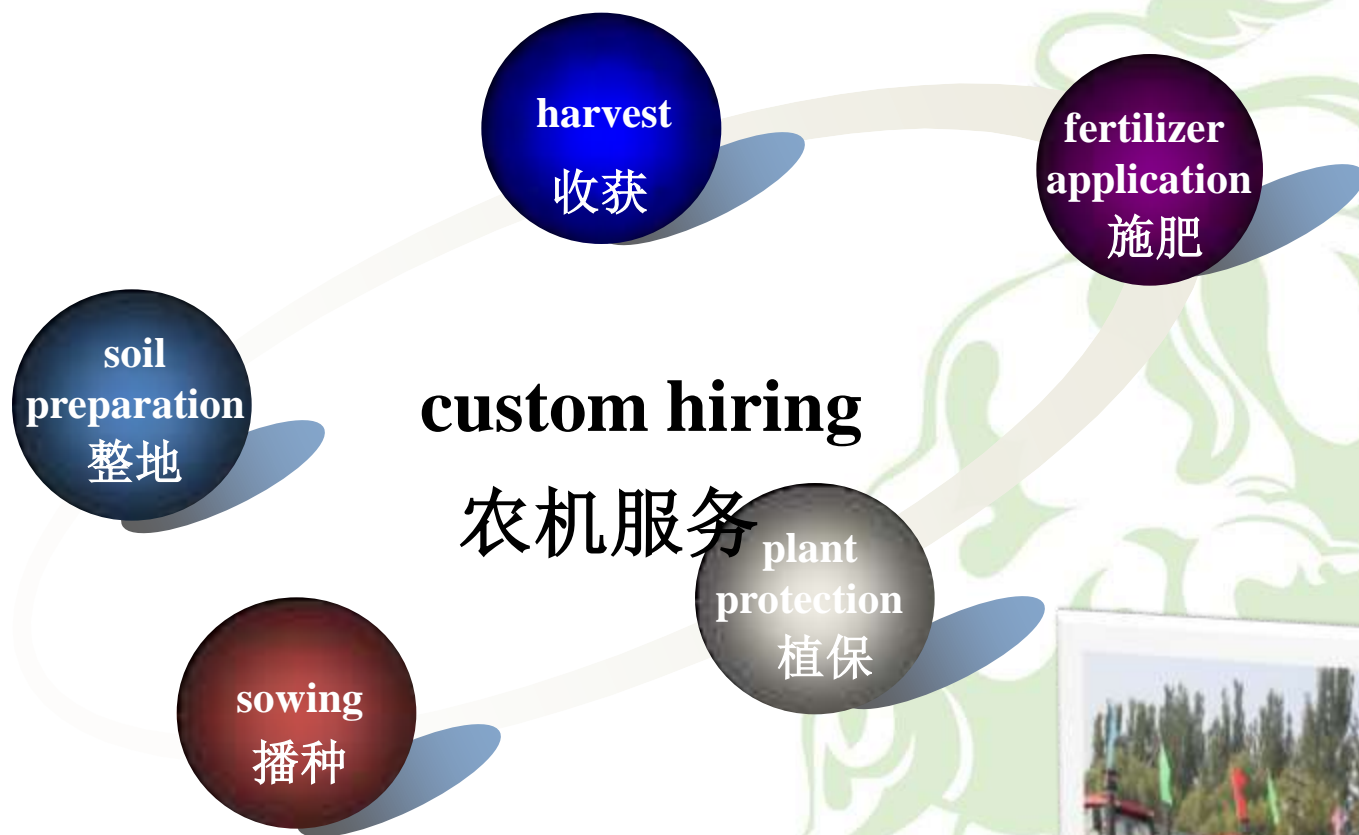 harvest
收获
fertilizer
application
施肥
soil
preparation
整地
custom hiring
农机服务
plant
protection
植保
sowing
播种